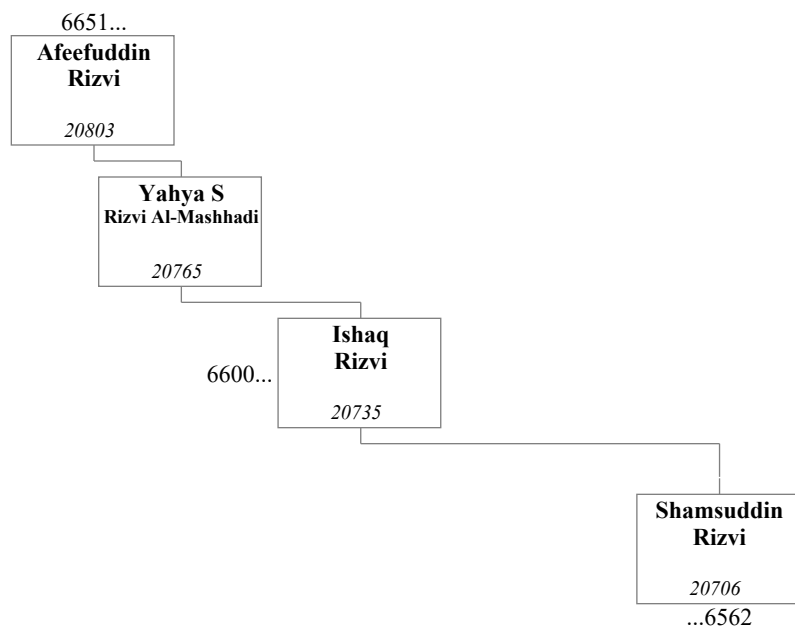 6651...
Afeefuddin
Rizvi
20803
Yahya S
Rizvi Al-Mashhadi
20765
Ishaq
Rizvi
6600...
20735
Shamsuddin
Rizvi
20706
...6562